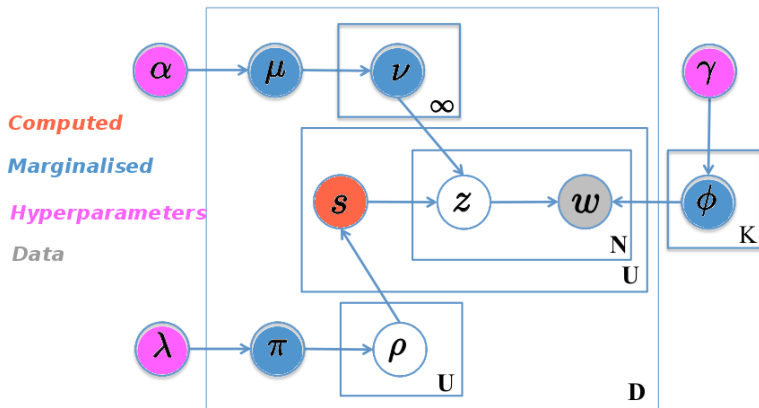 α μ ν γ
∞
Computed
Marginalised
Hyperparameters
Data
s z w ϕ
N
K
U
λ π ρ
U
D